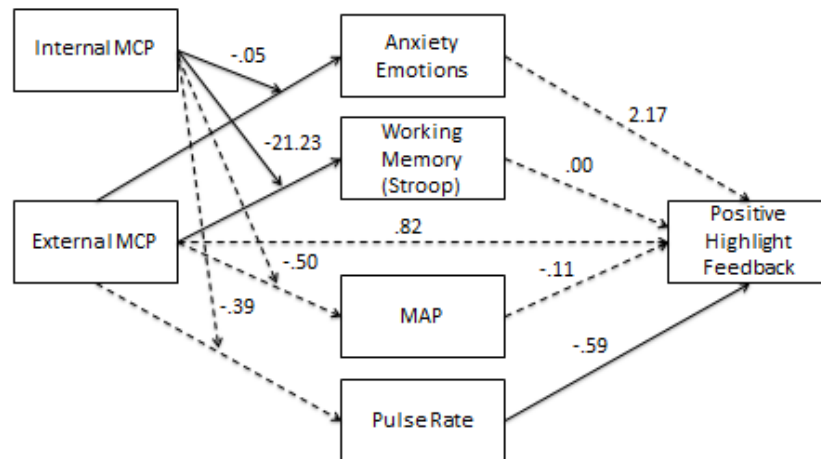 Internal MCP
-.05
Anxiety
Emotions
2.17
-21.23
Working
Memory
(Stroop)
.00
External MCP
.82
Positive
Highlight
Feedback
-.50
-.11
-.39
MAP
-.59
Pulse Rate